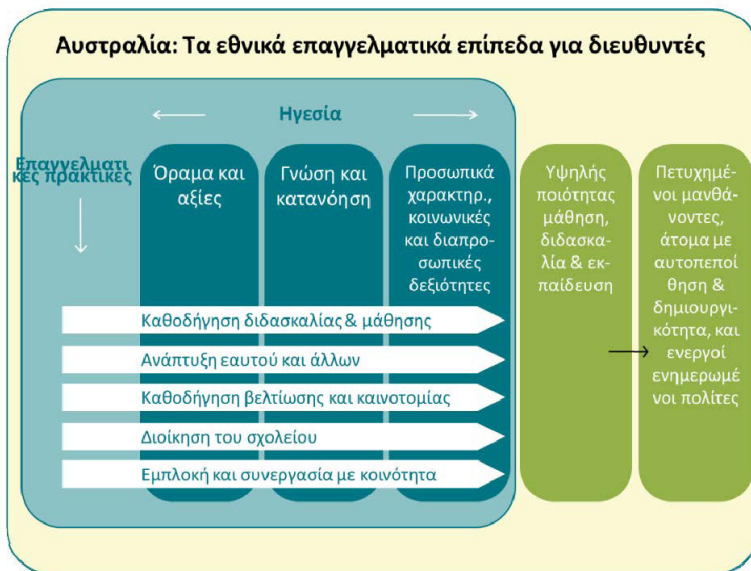 Αυστραλία: Τα εθνικά επαγγελματικά επίπεδα για διευθυντές
Ηγεσία
Επαγγελματι
κές πρακτικές
Όραμα και
αξίες
Γνώση και
κατανόηση
Προσωπικά
χαρακτηρ.,
κοινωνικές
και διαπρο-
σωπικές
δεξιότητες
Υψηλής
ποιότητας
μάθηση,
διδασκα-
λία & εκ-
παίδευση
Πετυχημέ
νοι μανθά-
νοντες,
άτομα με
αυτοπεποί
θηση &
δημιουργι-
κότητα, και
ενεργοί
ενημερωμέ
νοι πολίτες
Καθοδήγηση διδασκαλίας & μάθησης
Ανάπτυξη εαυτού και άλλων
Καθοδήγηση βελτίωσης και καινοτομίας
Διοίκηση του σχολείου
Εμπλοκή και συνεργασία με κοινότητα